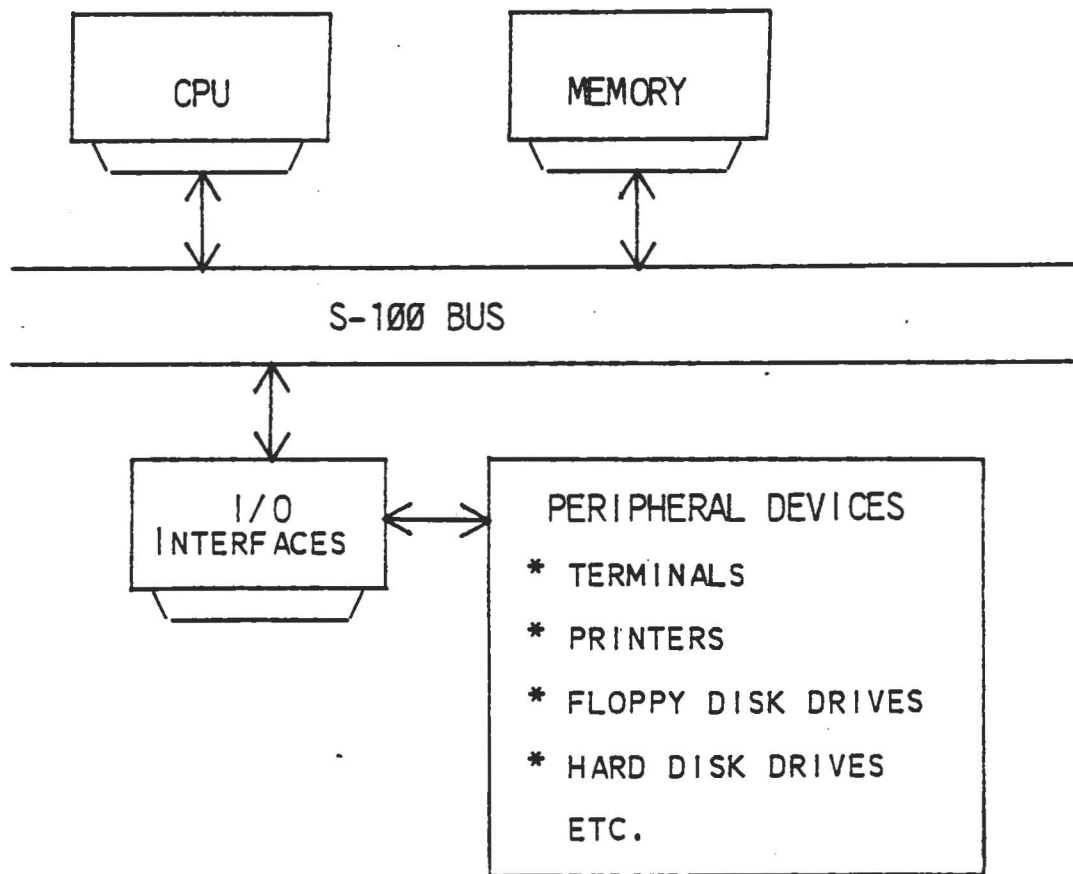 CPU
MEMORY
S-100 BUS
I/O
INTERFACES
PERIPHERAL DEVICES
* TERMINALS
* PRINTERS
* FLOPPY DISK DRIVES
* HARD DISK DRIVES
ETC.